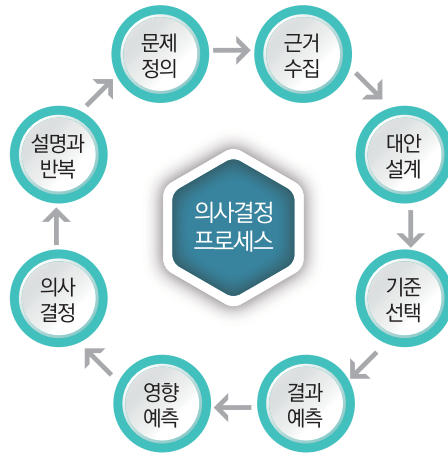 문제
정의
근거
수집
대안
설계
기준
선택
결과
예측
영향
예측
의사
결정
설명과
반복
의사결정
프로세스